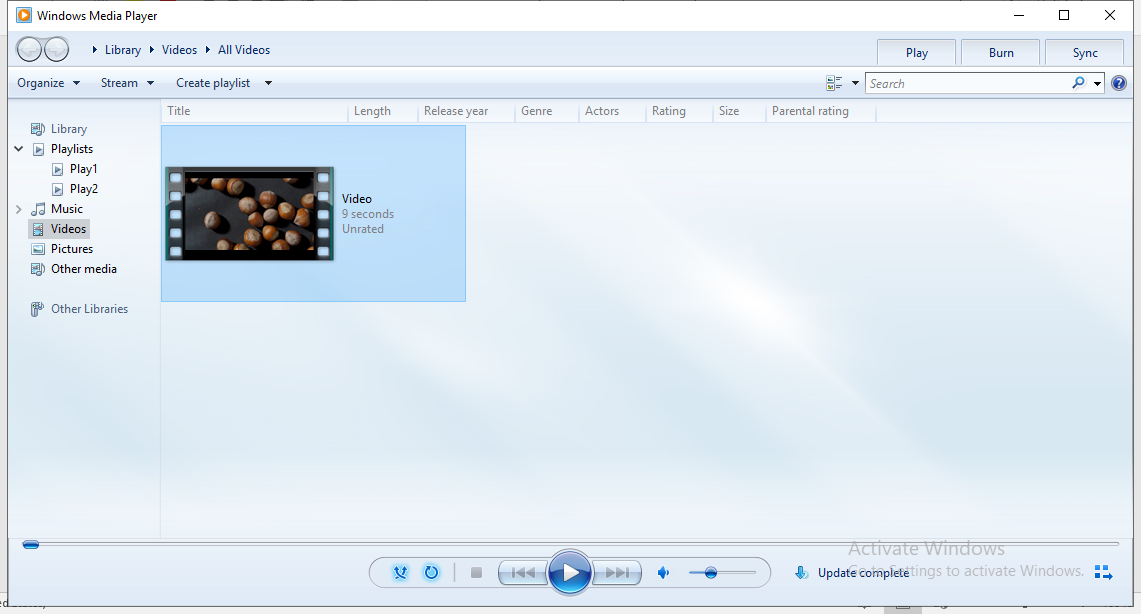 Windows Media Player
Library Videos All Videos
Play Burn Sync
Organize Stream Create playlist
Search
Title Length Release year Genre Actors Rating Size Parental rating
Library
Playlists
Play1
Play2
Music
Videos
Pictures
Other media
Other Libraries
Video
9 seconds
Unrated
Activate Windows
Go to Settings to activate Windows.
Update complete